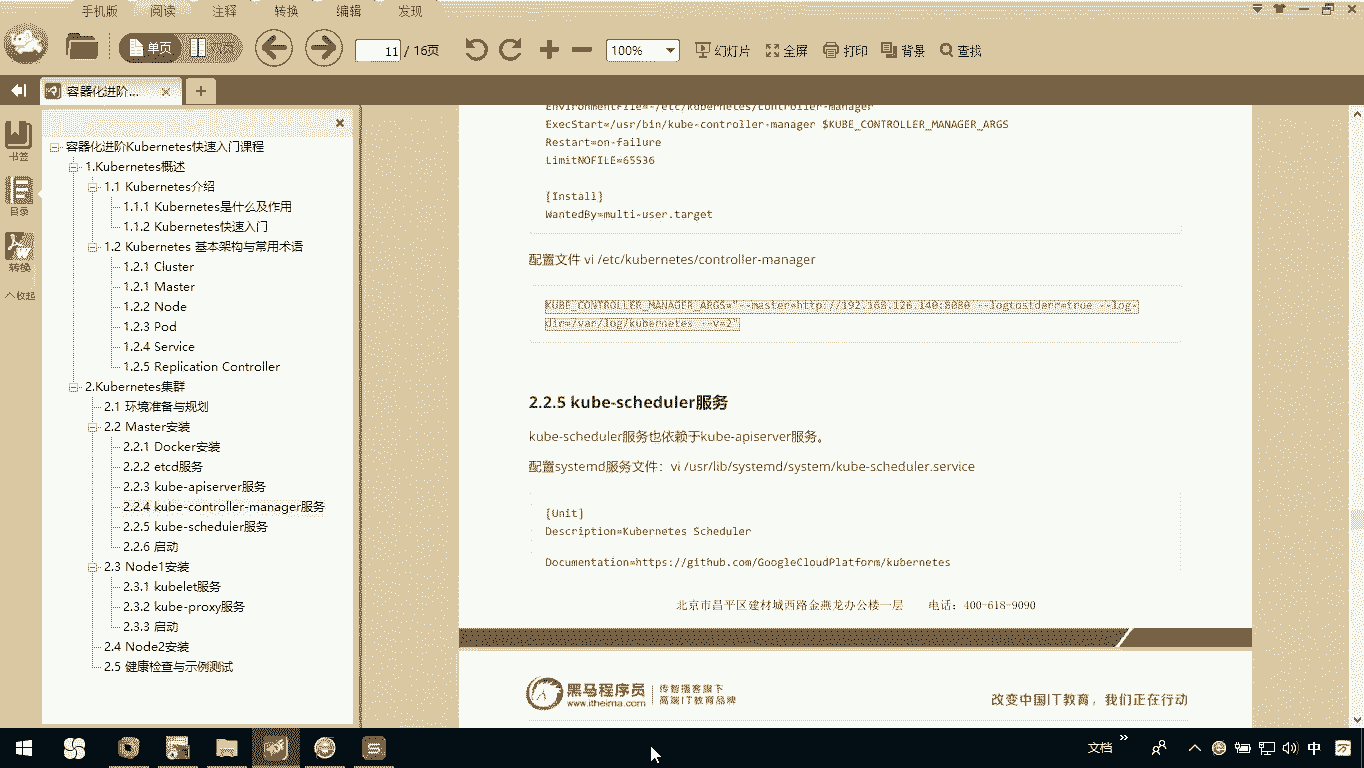 手机版 阅读 注释 转换 编辑 发现
单页 双页 11 / 16页 100% 幻灯片 全屏 打印 背景 查找
容器化进阶...
书签
目录
转换
收起
容器化进阶Kubernetes快速入门课程
1.Kubernetes概述
1.1 Kubernetes介绍
1.1.1 Kubernetes是什么及作用
1.1.2 Kubernetes快速入门
1.2 Kubernetes 基本架构与常用术语
1.2.1 Cluster
1.2.1 Master
1.2.2 Node
1.2.3 Pod
1.2.4 Service
1.2.5 Replication Controller
2.Kubernetes集群
2.1 环境准备与规划
2.2 Master安装
2.2.1 Docker安装
2.2.2 etcd服务
2.2.3 kube-apiserver服务
2.2.4 kube-controller-manager服务
2.2.5 kube-scheduler服务
2.2.6 启动
2.3 Node1安装
2.3.1 kubelet服务
2.3.2 kube-proxy服务
2.3.3 启动
2.4 Node2安装
2.5 健康检查与示例测试
EnvironmentFile=-/etc/kubernetes/controller-manager
ExecStart=/usr/bin/kube-controller-manager $KUBE_CONTROLLER_MANAGER_ARGS
Restart=on-failure
LimitNOFILE=65536
[Install]
WantedBy=multi-user.target
配置文件 vi /etc/kubernetes/controller-manager
KUBE_CONTROLLER_MANAGER_ARGS="--master=http://192.168.126.140:8080 --logtostderr=true --log-
dir=/var/log/kubernetes --v=2"
2.2.5 kube-scheduler服务
kube-scheduler服务也依赖于kube-apiserver服务。
配置systemd服务文件：vi /usr/lib/systemd/system/kube-scheduler.service
[Unit]
Description=Kubernetes Scheduler
Documentation=https://github.com/GoogleCloudPlatform/kubernetes
北京市昌平区建材城西路金燕龙办公楼一层 电话：400-618-9090
黑马程序员 传智播客旗下
www.itheima.com 高端IT教育品牌
改变中国IT教育，我们正在行动
文档 中